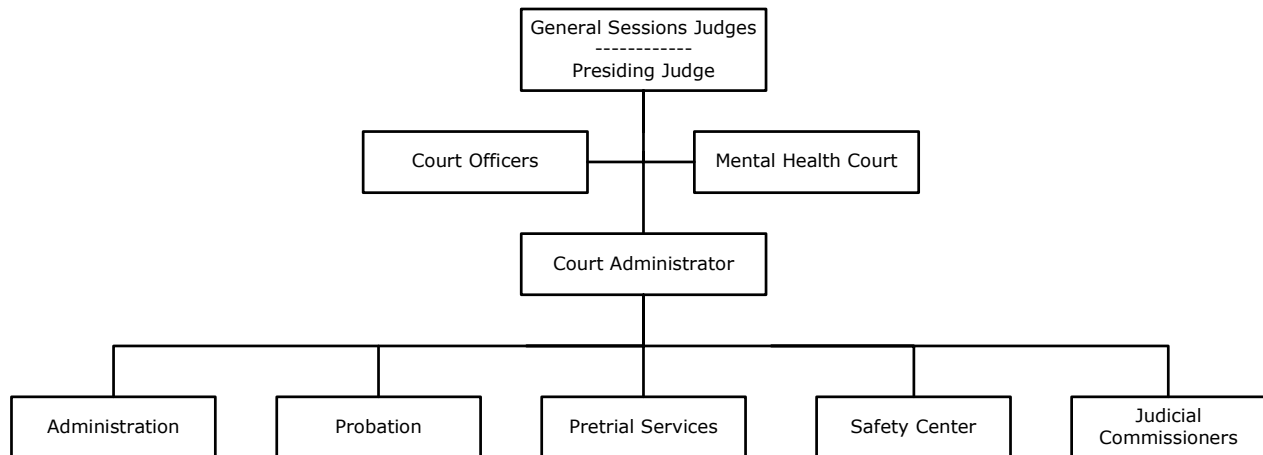 General Sessions Judges
------------
Presiding Judge
Court Officers
Mental Health Court
Court Administrator
Administration
Probation
Pretrial Services
Safety Center
Judicial
Commissioners